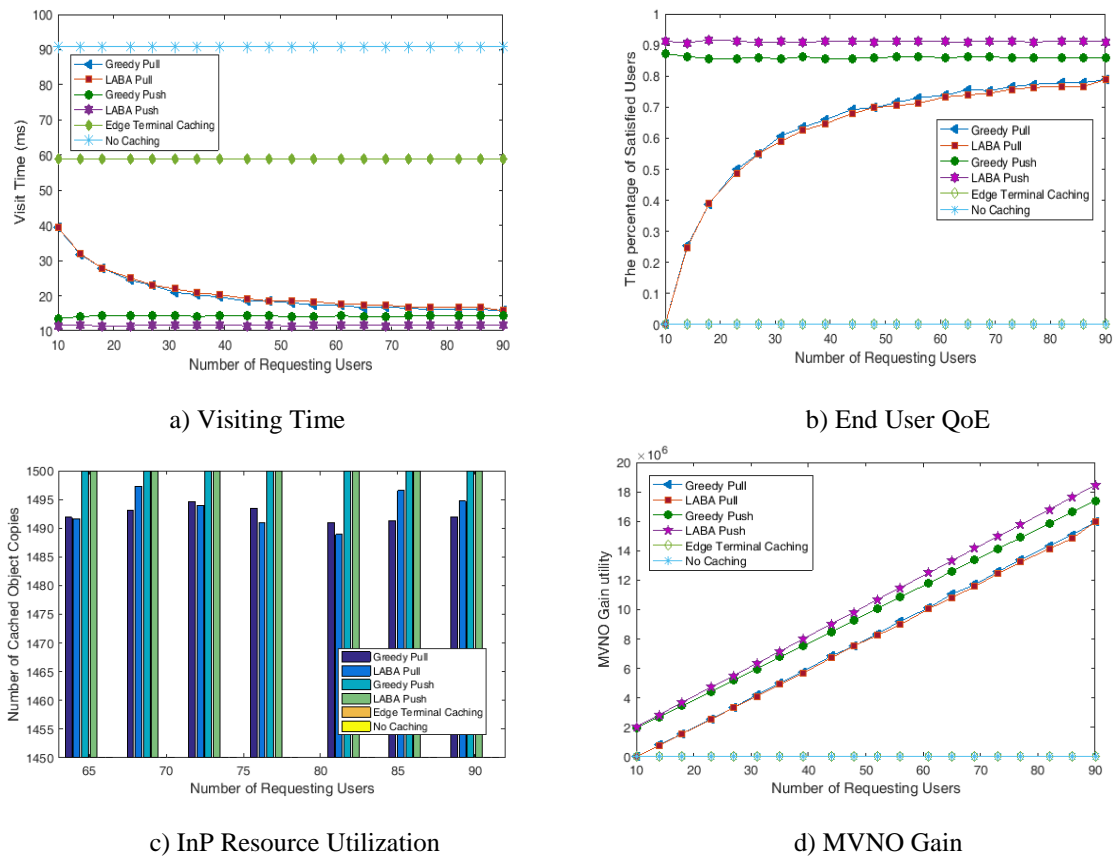 100
90
80
70
60
50
40
30
20
10
Visit Time (ms)
Greedy Pull
LABA Pull
Greedy Push
LABA Push
Edge Terminal Caching
No Caching
10 20 30 40 50 60 70 80 90
Number of Requesting Users
a) Visiting Time
1
0.9
0.8
0.7
0.6
0.5
0.4
0.3
0.2
0.1
0
The percentage of Satisfied Users
Greedy Pull
LABA Pull
Greedy Push
LABA Push
Edge Terminal Caching
No Caching
10 20 30 40 50 60 70 80 90
Number of Requesting Users
b) End User QoE
1500
1495
1490
1485
1480
1475
1470
1465
1460
1455
1450
Number of Cached Object Copies
Greedy Pull
LABA Pull
Greedy Push
LABA Push
Edge Terminal Caching
No Caching
65 70 75 80 85 90
Number of Requesting Users
c) InP Resource Utilization
× 10^6
20
18
16
14
12
10
8
6
4
2
0
MVNO Gain utility
Greedy Pull
LABA Pull
Greedy Push
LABA Push
Edge Terminal Caching
No Caching
10 20 30 40 50 60 70 80 90
Number of Requesting Users
d) MVNO Gain